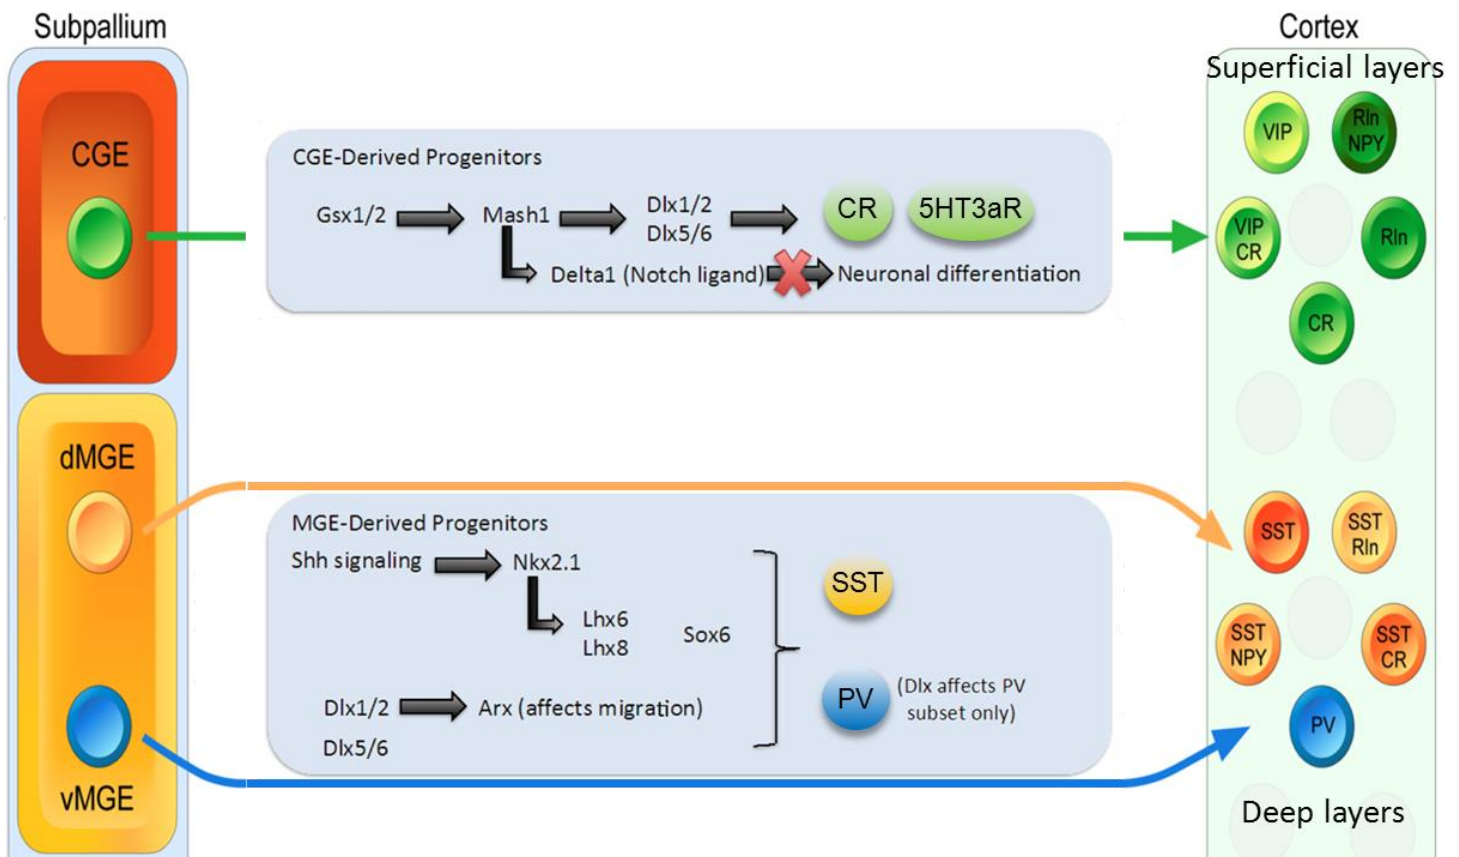 Subpallium
Cortex
Superficial layers
CGE
CGE-Derived Progenitors
Gsx1/2
Mash1
Dlx1/2
Dlx5/6
CR
5HT3aR
Delta1 (Notch ligand)
Neuronal differentiation
VIP
Rln
NPY
VIP
CR
Rln
CR
dMGE
vMGE
MGE-Derived Progenitors
Shh signaling
Nkx2.1
Lhx6
Lhx8
Sox6
Dlx1/2
Arx (affects migration)
Dlx5/6
SST
PV
(Dlx affects PV
subset only)
SST
SST
Rln
SST
NPY
SST
CR
PV
Deep layers